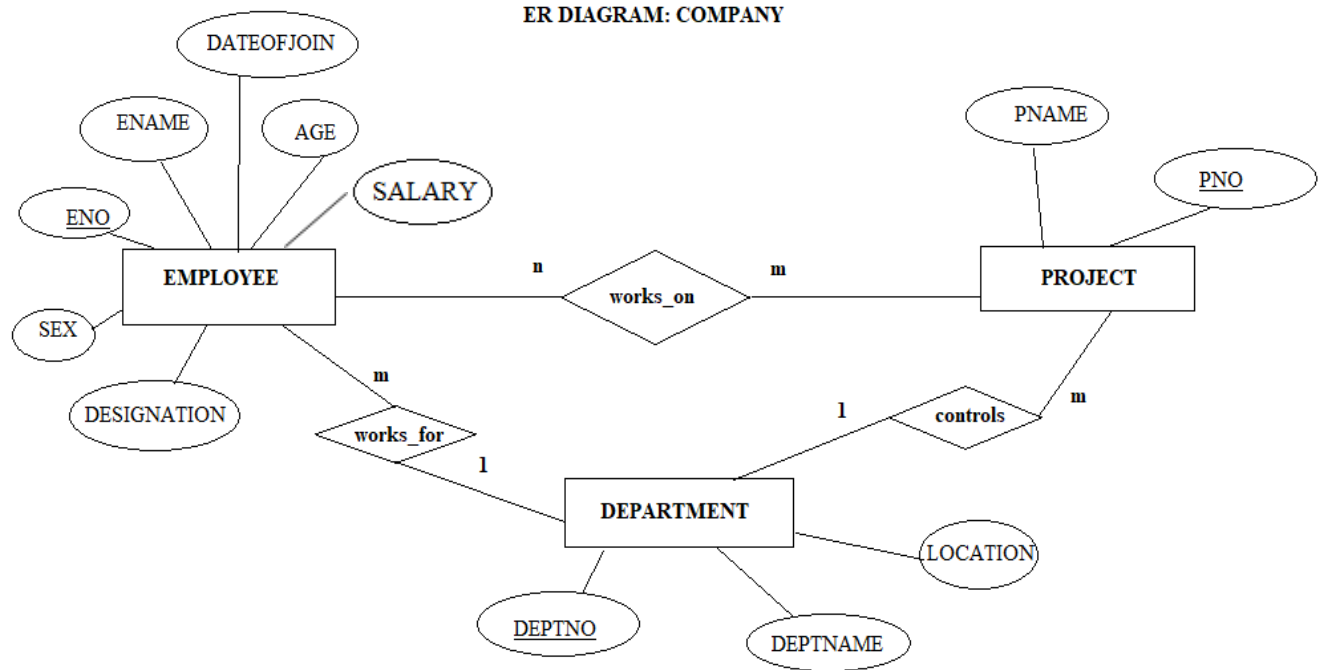 ER DIAGRAM: COMPANY
DATEOFJOIN
ENAME
AGE
SALARY
ENO
EMPLOYEE
SEX
DESIGNATION
PNAME
PNO
PROJECT
n
works_on
m
m
works_for
1
1
controls
m
DEPARTMENT
LOCATION
DEPTNO
DEPTNAME